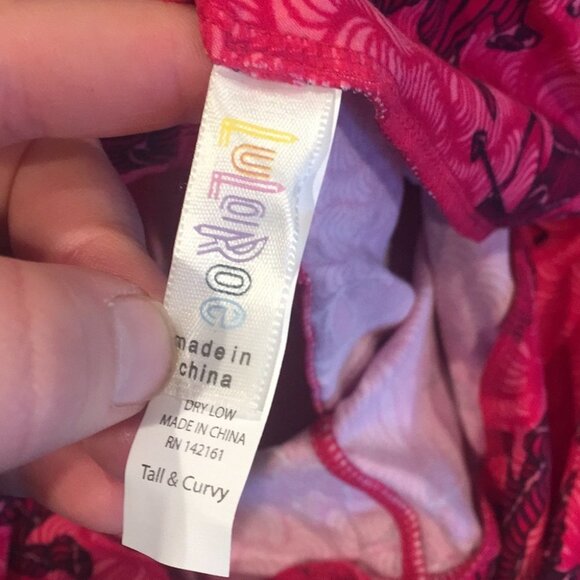 LuLaRoe
made in
china
DRY LOW
MADE IN CHINA
RN 142161
Tall & Curvy